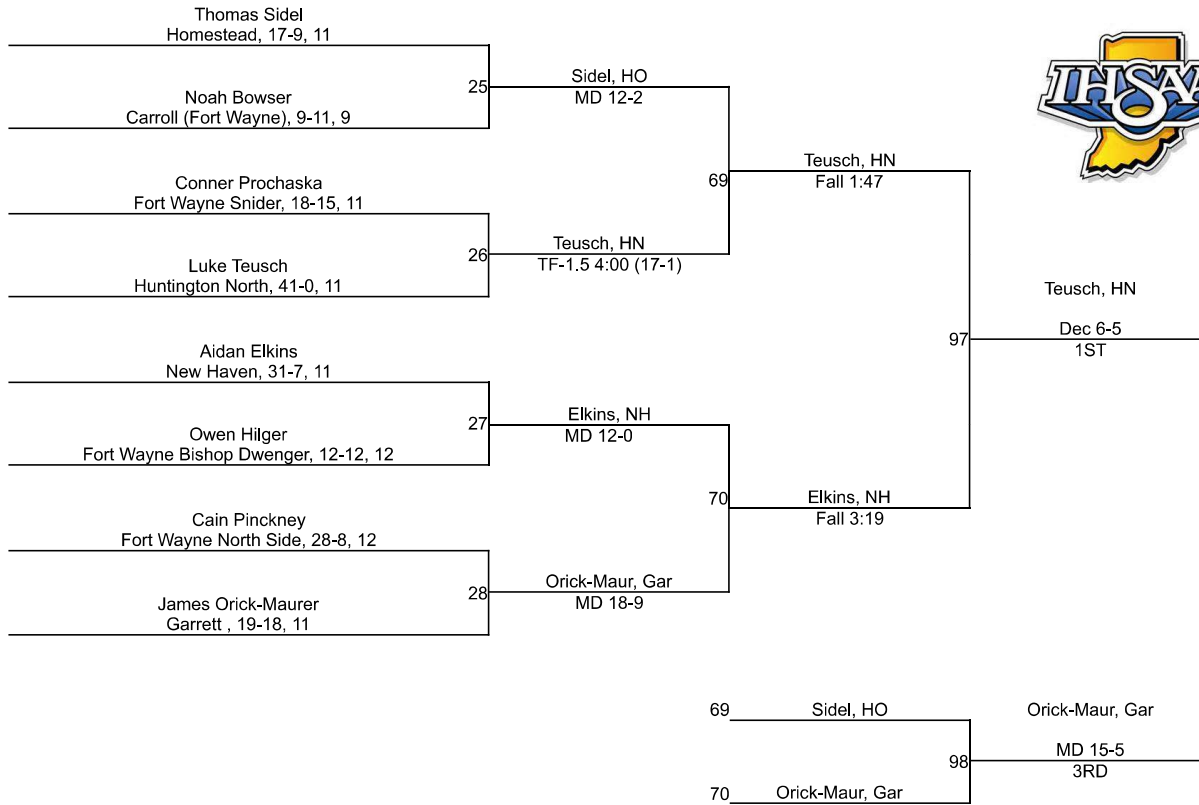 Thomas Sidel
Homestead, 17-9, 11
25
Sidel, HO
MD 12-2
Noah Bowser
Carroll (Fort Wayne), 9-11, 9
IHSAA
69
Teusch, HN
Fall 1:47
Conner Prochaska
Fort Wayne Snider, 18-15, 11
26
Teusch, HN
TF-1.5 4:00 (17-1)
Luke Teusch
Huntington North, 41-0, 11
97
Teusch, HN
Dec 6-5
1ST
Aidan Elkins
New Haven, 31-7, 11
27
Elkins, NH
MD 12-0
Owen Hilger
Fort Wayne Bishop Dwenger, 12-12, 12
70
Elkins, NH
Fall 3:19
Cain Pinckney
Fort Wayne North Side, 28-8, 12
28
Orick-Maur, Gar
MD 18-9
James Orick-Maurer
Garrett , 19-18, 11
69
Sidel, HO
98
Orick-Maur, Gar
MD 15-5
3RD
70
Orick-Maur, Gar